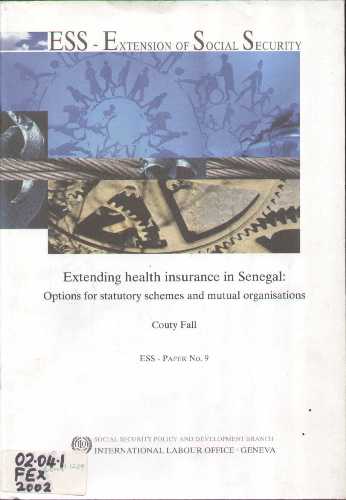 ESS - EXTENSION OF SOCIAL SECURITY
Extending health insurance in Senegal:
Options for statutory schemes and mutual organisations
Couty Fall
ESS - PAPER NO. 9
SOCIAL SECURITY POLICY AND DEVELOPMENT BRANCH
INTERNATIONAL LABOUR OFFICE · GENEVA
02·04·1
FEX
2002